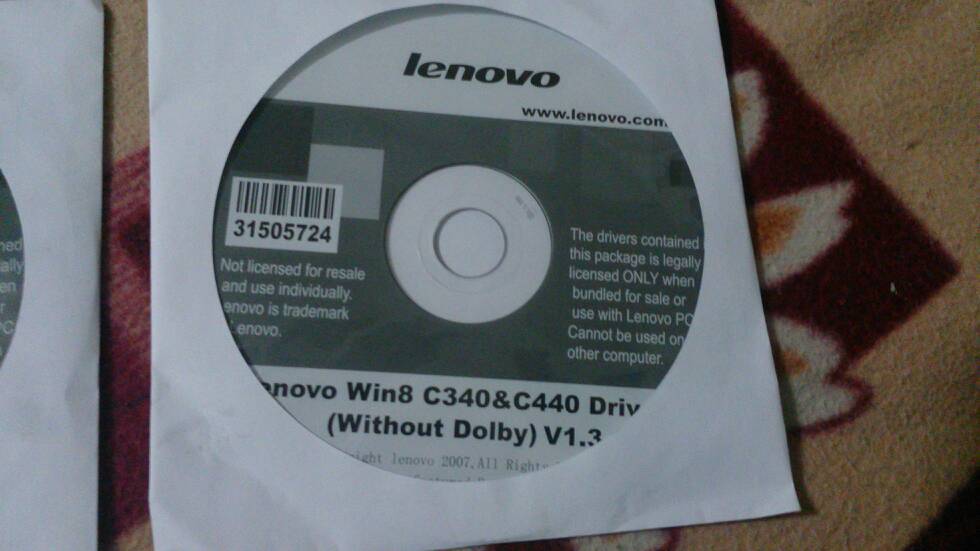 lenovo
www.lenovo.com
31505724
Not licensed for resale
and use individually.
enovo is trademark
Lenovo.
The drivers contained
this package is legally
licensed ONLY when
bundled for sale or
use with Lenovo PC
Cannot be used on
other computer.
enovo Win8 C340&C440 Driv
(Without Dolby) V1.3
ight lenovo 2007, All Right